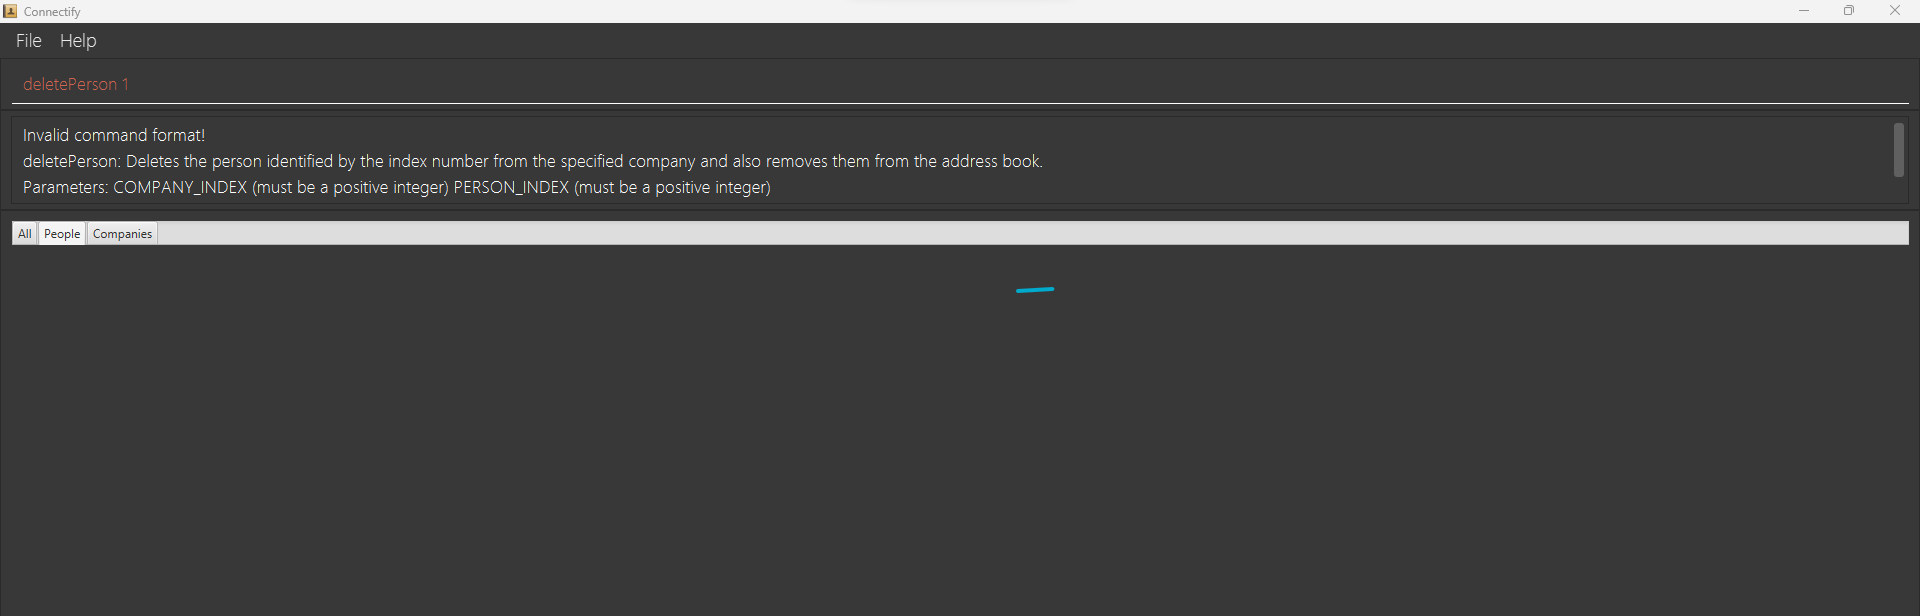 Connectify
File Help
deletePerson 1
Invalid command format!
deletePerson: Deletes the person identified by the index number from the specified company and also removes them from the address book.
Parameters: COMPANY_INDEX (must be a positive integer) PERSON_INDEX (must be a positive integer)
All People Companies